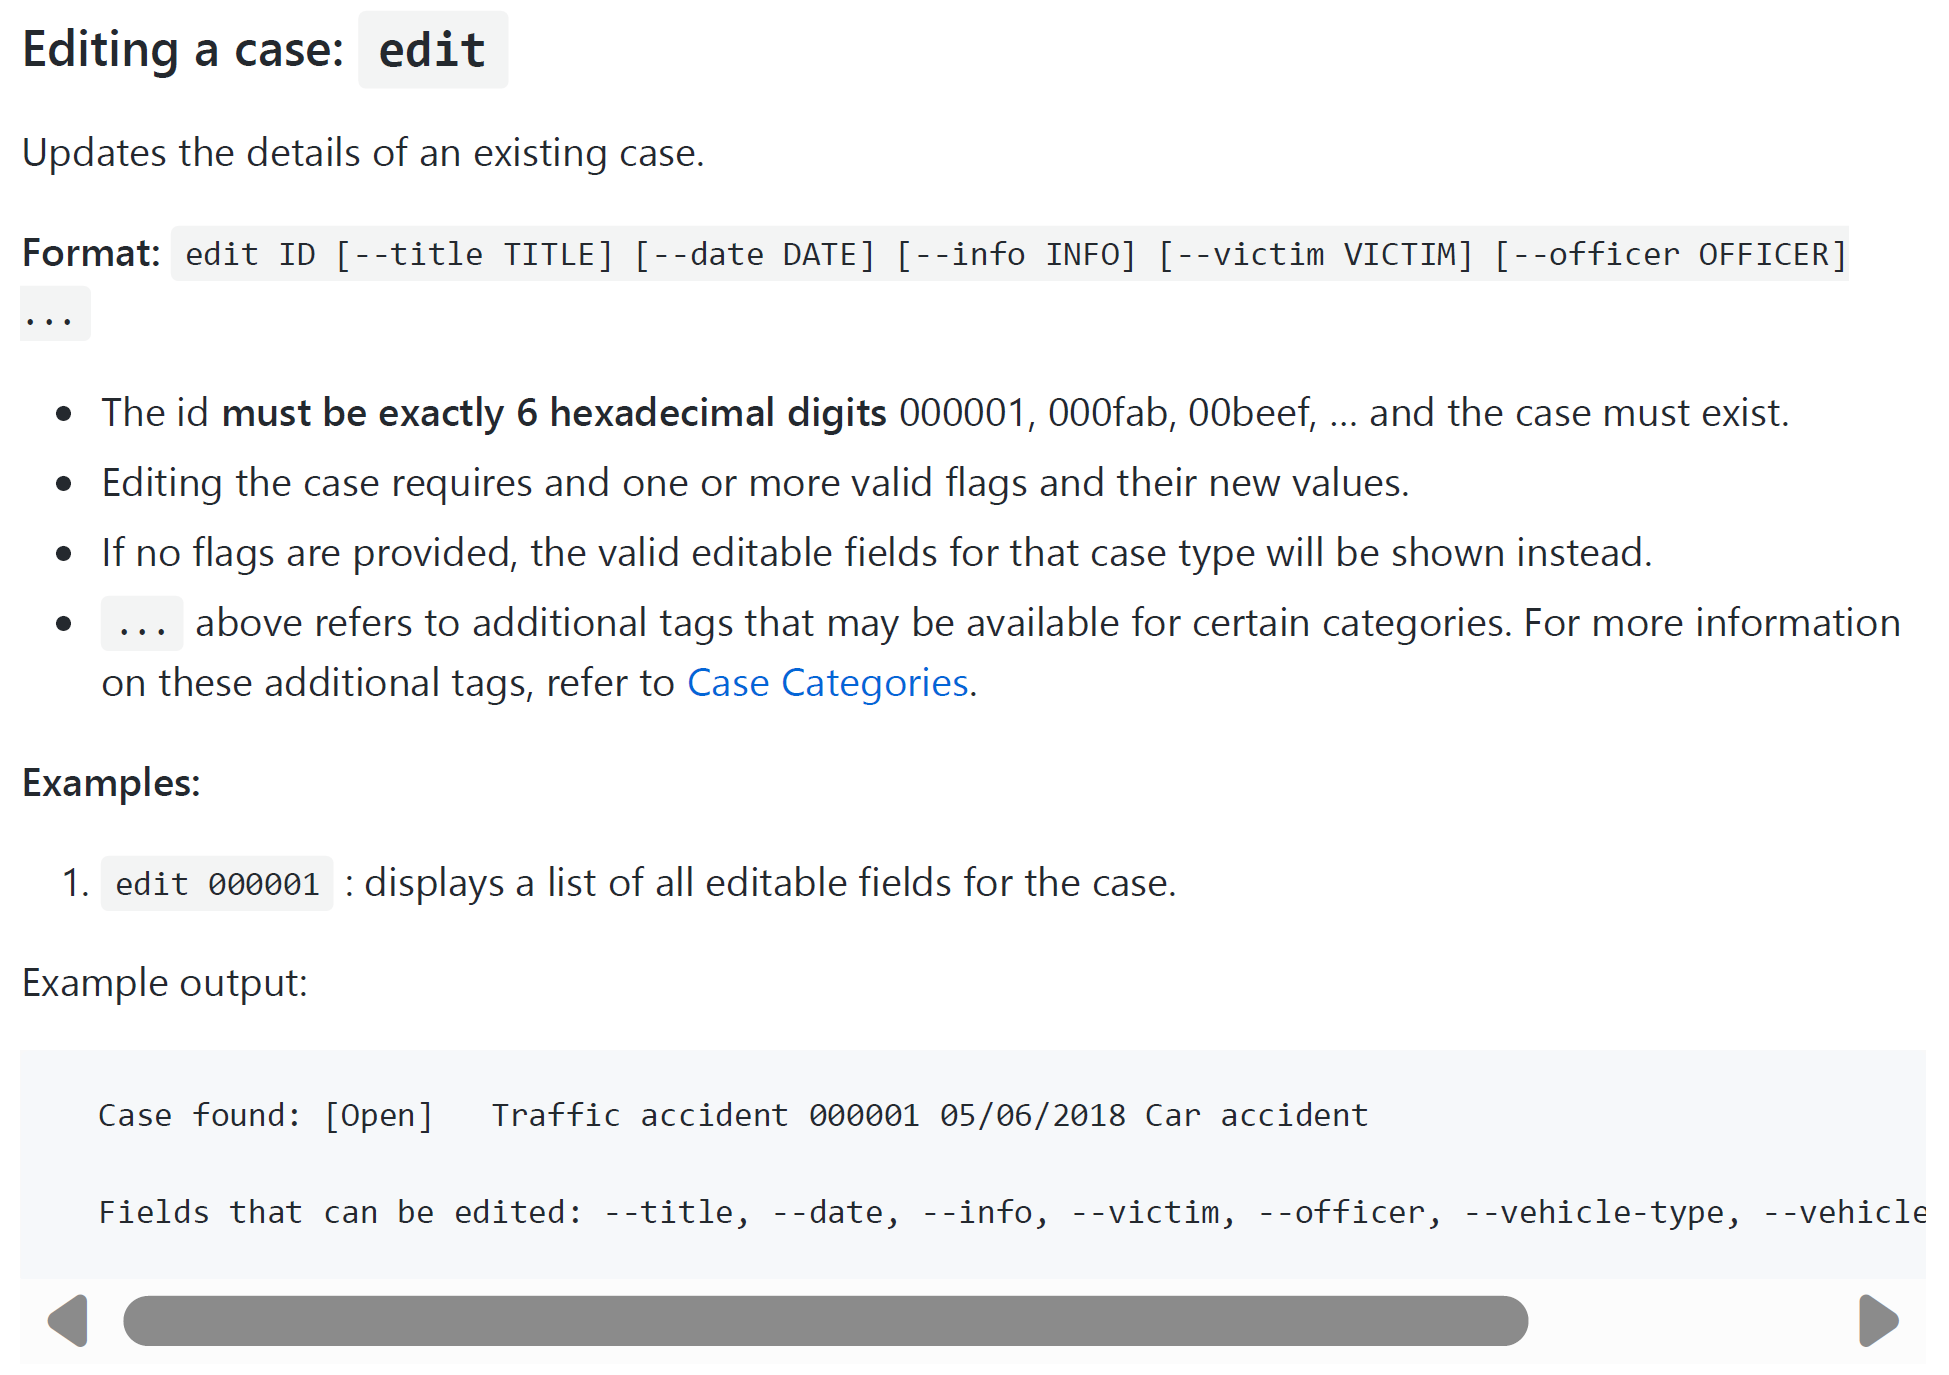 Editing a case: edit
Updates the details of an existing case.
Format: edit ID [--title TITLE] [--date DATE] [--info INFO] [--victim VICTIM] [--officer OFFICER]
...
• The id must be exactly 6 hexadecimal digits 000001, 000fab, 00beef, ... and the case must exist.
• Editing the case requires and one or more valid flags and their new values.
• If no flags are provided, the valid editable fields for that case type will be shown instead.
• ... above refers to additional tags that may be available for certain categories. For more information
on these additional tags, refer to Case Categories.
Examples:
1. edit 000001 : displays a list of all editable fields for the case.
Example output:
Case found: [Open]   Traffic accident 000001 05/06/2018 Car accident
Fields that can be edited: --title, --date, --info, --victim, --officer, --vehicle-type, --vehicle